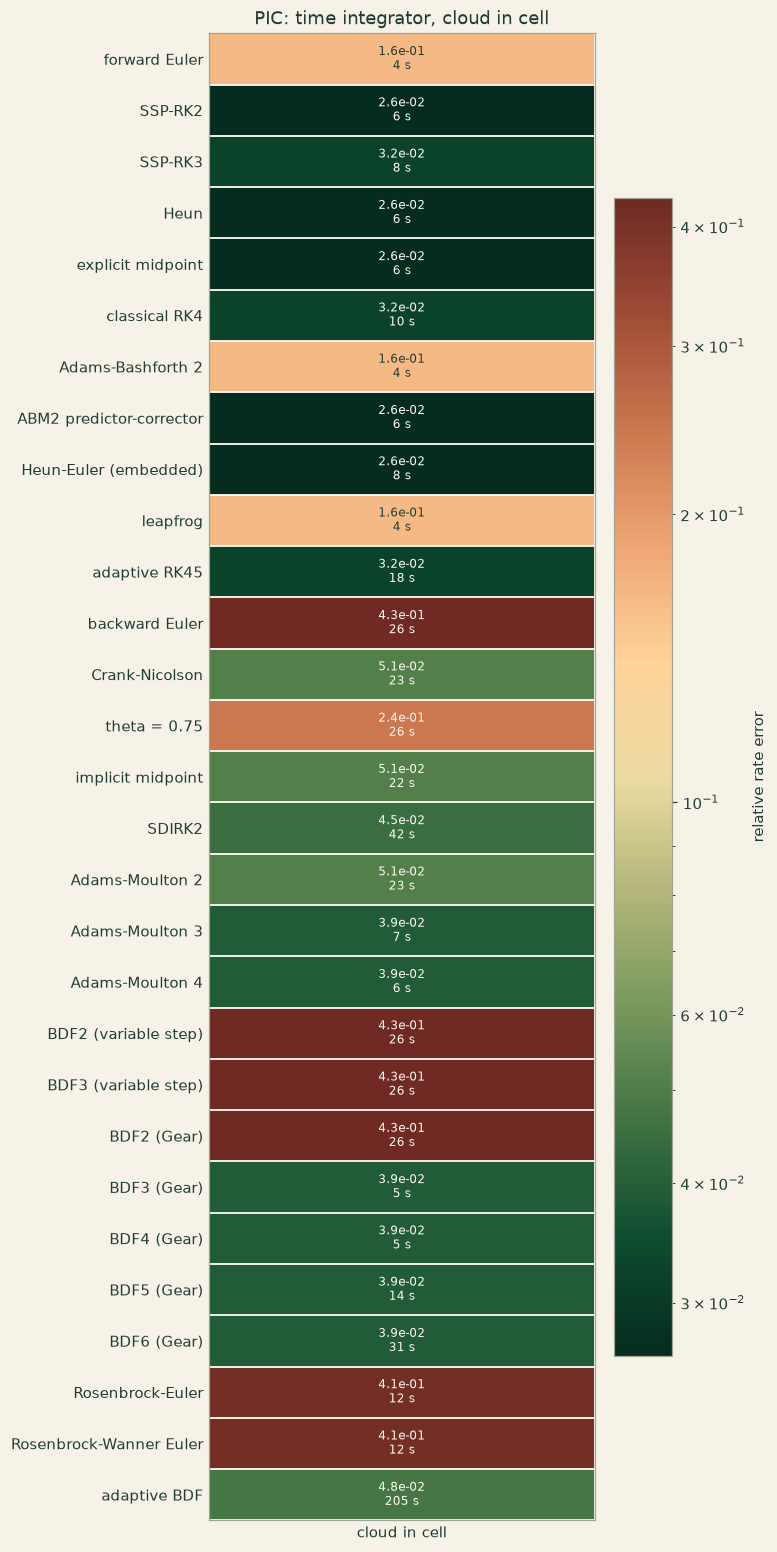 PIC: time integrator, cloud in cell
forward Euler
1.6e-01
4 s
SSP-RK2
2.6e-02
6 s
SSP-RK3
3.2e-02
8 s
Heun
2.6e-02
6 s
explicit midpoint
2.6e-02
6 s
classical RK4
3.2e-02
10 s
Adams-Bashforth 2
1.6e-01
4 s
ABM2 predictor-corrector
2.6e-02
6 s
Heun-Euler (embedded)
2.6e-02
8 s
leapfrog
1.6e-01
4 s
adaptive RK45
3.2e-02
18 s
backward Euler
4.3e-01
26 s
Crank-Nicolson
5.1e-02
23 s
theta = 0.75
2.4e-01
26 s
implicit midpoint
5.1e-02
22 s
SDIRK2
4.5e-02
42 s
Adams-Moulton 2
5.1e-02
23 s
Adams-Moulton 3
3.9e-02
7 s
Adams-Moulton 4
3.9e-02
6 s
BDF2 (variable step)
4.3e-01
26 s
BDF3 (variable step)
4.3e-01
26 s
BDF2 (Gear)
4.3e-01
26 s
BDF3 (Gear)
3.9e-02
5 s
BDF4 (Gear)
3.9e-02
5 s
BDF5 (Gear)
3.9e-02
14 s
BDF6 (Gear)
3.9e-02
31 s
Rosenbrock-Euler
4.1e-01
12 s
Rosenbrock-Wanner Euler
4.1e-01
12 s
adaptive BDF
4.8e-02
205 s
cloud in cell
4 × 10⁻¹
3 × 10⁻¹
2 × 10⁻¹
10⁻¹
6 × 10⁻²
4 × 10⁻²
3 × 10⁻²
relative rate error